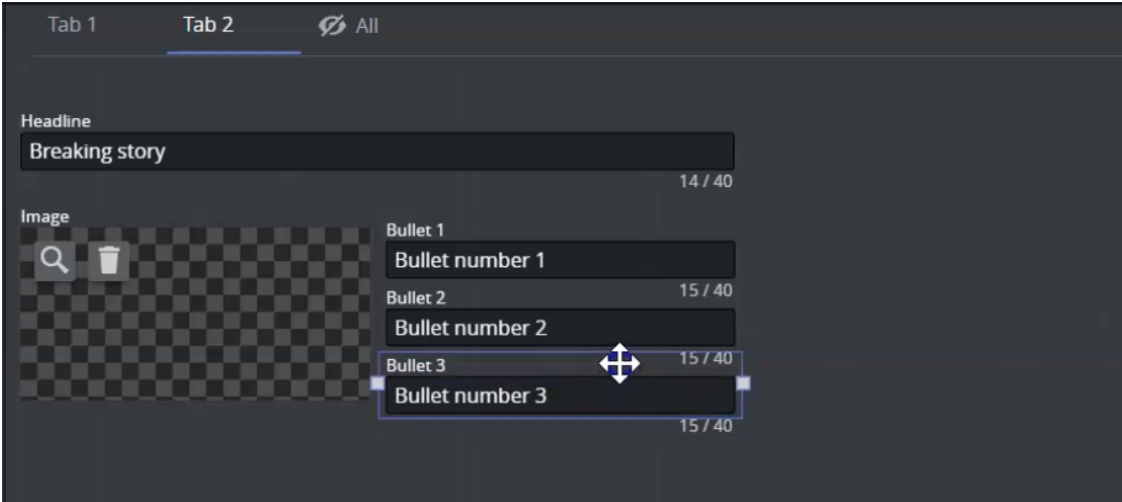 Tab 1 Tab 2 All
Headline
Breaking story
14 / 40
Image
Bullet 1
Bullet number 1
15 / 40
Bullet 2
Bullet number 2
15 / 40
Bullet 3
Bullet number 3
15 / 40